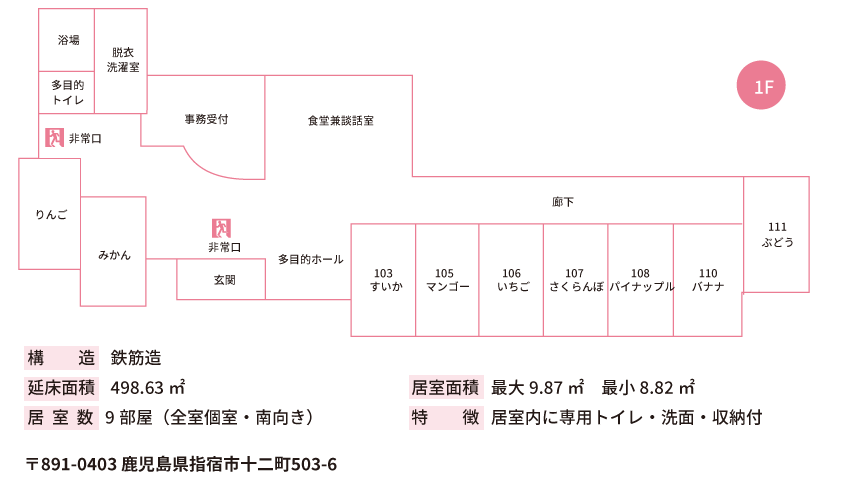 浴場
脱衣
洗濯室
多目的
トイレ
1F
事務受付
食堂兼談話室
非常口
廊下
りんご
みかん
111
ぶどう
非常口
多目的ホール
玄関
103
すいか
105
マンゴー
106
いちご
107
さくらんぼ
108
パイナップル
110
バナナ
構 造 鉄筋造
延床面積 498.63 ㎡
居室面積 最大 9.87 ㎡ 最小 8.82 ㎡
居 室 数 9 部屋（全室個室・南向き）
特 徴 居室内に専用トイレ・洗面・収納付
〒891-0403 鹿児島県指宿市十二町503-6